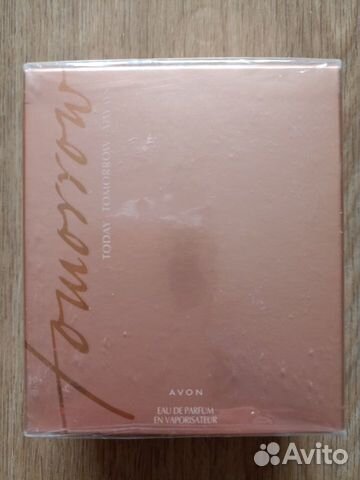 tomorrow
TODAY TOMORROW ALWAYS
AVON
EAU DE PARFUM
EN VAPORISATEUR
Avito